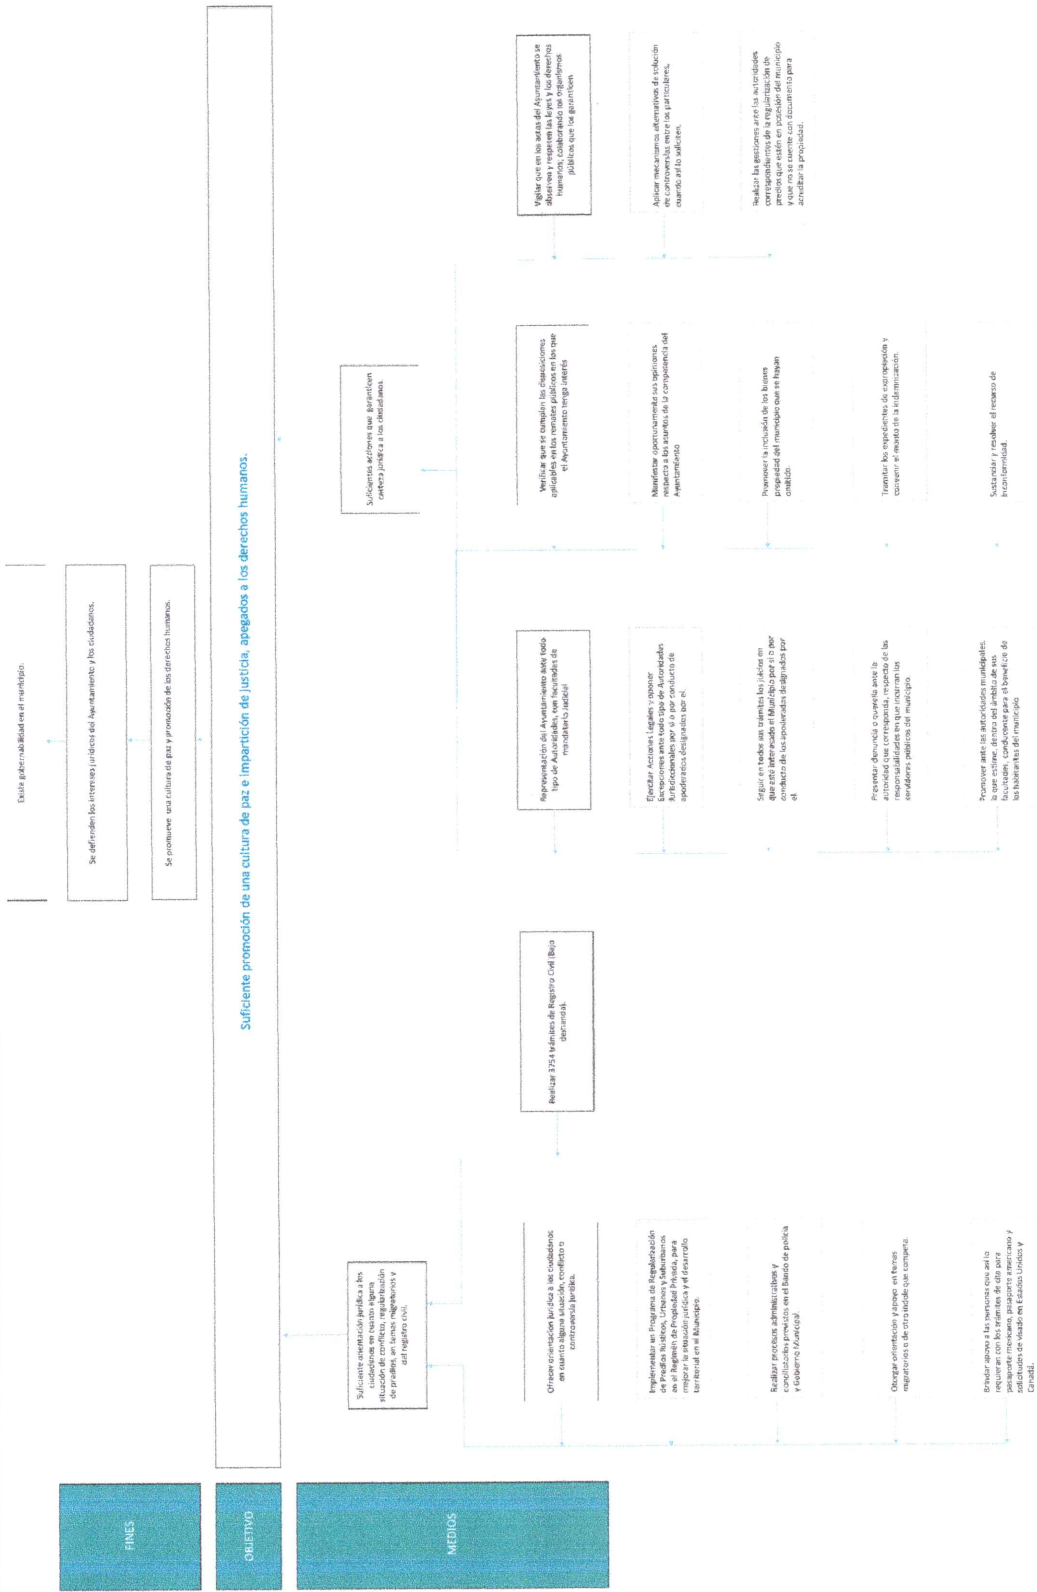 Existe gobernabilidad en el municipio.
FINES
Se defienden los intereses jurídicos del Ayuntamiento y los ciudadanos.
Se promueve una cultura de paz y promoción de los derechos humanos.
OBJETIVO
Suficiente promoción de una cultura de paz e impartición de justicia, apegados a los derechos humanos.
MEDIOS
Suficiente orientación jurídica a los
ciudadanos en cuanto alguna
situación de conflicto, regularización
de predios, en temas migratorios y
del registro civil.
Suficientes acciones que garanticen
certeza jurídica a los ciudadanos.
Ofrecer orientación jurídica a los ciudadanos
en cuanto alguna situación, conflicto o
controversia jurídica.
Realizar 3754 trámites de Registro Civil (Bajo
demanda).
Representación del Ayuntamiento ante todo
tipo de Autoridades, con facultades de
mandatario judicial
Verificar que se cumplan las disposiciones
aplicables en los remates públicos en los que
el Ayuntamiento tenga interés
Vigilar que en los actos del Ayuntamiento se
observen y respeten las leyes y los derechos
humanos, colaborando los organismos
públicos que los garanticen
Implementar un Programa de Regularización
de Predios Rústicos, Urbanos y Suburbanos
en el Regimén de Propiedad Privada, para
mejorar la situación jurídica y el desarrollo
territorial en el Municipio.
Ejercitar Acciones Legales y oponer
Excepciones ante todo tipo de Autoridades
Jurisdiccionales por si o por conducto de
apoderados designados por el.
Manifestar oportunamente sus opiniones
respecto a los asuntos de la competencia del
Ayuntamiento
Aplicar mecanismos alternativos de solución
de controversias entre los particulares,
cuando así lo soliciten.
Realizar procesos administrativos y
conciliatorios previstos en el Bando de policía
y Gobierno Municipal.
Seguir en todos sus trámites los juicios en
que esté interesado el Municipio por si o por
conducto de los apoderados designados por
el.
Promover la inclusión de los bienes
propiedad del municipio que se hayan
omitido.
Realizar las gestiones ante las autoridades
correspondientes de la regularización de
predios que estén en posesión del municipio
y que no se cuente con documento para
acreditar la propiedad.
Otorgar orientación y apoyo en temas
migratorios o de otro índole que competa.
Presentar denuncia o querella ante la
autoridad que corresponda, respecto de las
responsabilidades en que incurran los
servidores públicos del municipio.
Tramitar los expedientes de expropiación y
convenir el monto de la indemnización.
Brindar apoyo a las personas que así lo
requieran con los trámites de cita para
pasaporte mexicano, pasaporte americano y
solicitudes de visado en Estados Unidos y
Canadá.
Promover ante las autoridades municipales,
lo que estime, dentro del ámbito de sus
facultades, conducente para el beneficio de
los habitantes del municipio
Sustanciar y resolver el recurso de
Inconformidad.